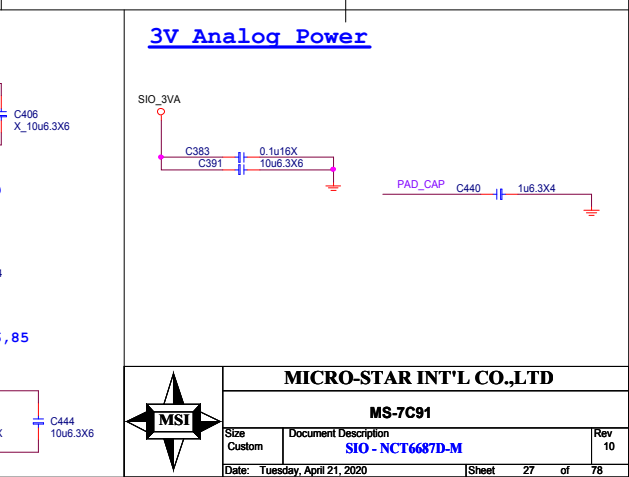 3V Analog Power
SIO_3VA
C406
X_10u6.3X6
C383 0.1u16X
C391 10u6.3X6
PAD_CAP C440 1u6.3X4
,85
C444
10u6.3X6
MSI
MICRO-STAR INT'L CO.,LTD
MS-7C91
Size Document Description Rev
Custom SIO - NCT6687D-M 10
Date: Tuesday, April 21, 2020 Sheet 27 of 78